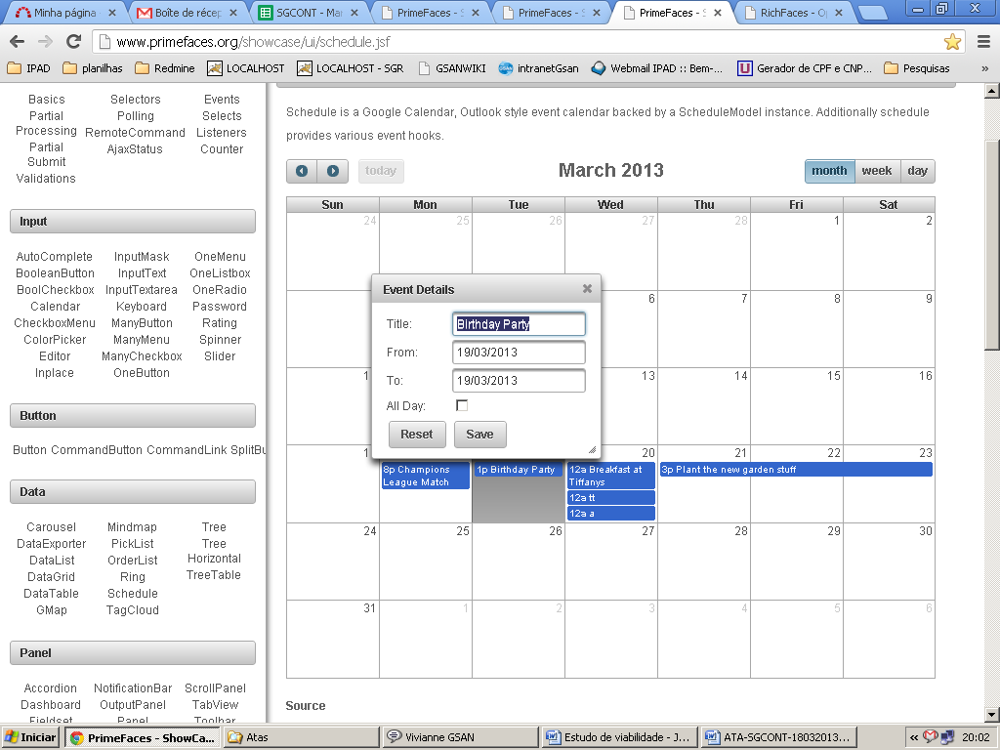 Minha página
Boîte de récep
SGCONT - Ma
PrimeFaces - S
PrimeFaces - S
PrimeFaces - S
RichFaces - Op
www.primefaces.org/showcase/ui/schedule.jsf
IPAD planilhas Redmine LOCALHOST LOCALHOST - SGR GSANWIKI intranetGsan Webmail IPAD :: Bem-... Gerador de CPF e CNP... Pesquisas »
Basics Selectors Events
Partial Processing Polling Selects
Partial Submit RemoteCommand Listeners
Validations AjaxStatus Counter
Input
AutoComplete InputMask OneMenu
BooleanButton InputText OneListbox
BoolCheckbox InputTextarea OneRadio
Calendar Keyboard Password
CheckboxMenu ManyButton Rating
ColorPicker ManyMenu Spinner
Editor ManyCheckbox Slider
Inplace OneButton
Button
Button CommandButton CommandLink SplitBu
Data
Carousel Mindmap Tree
DataExporter PickList Tree Horizontal
DataList OrderList TreeTable
DataGrid Ring
DataTable Schedule
GMap TagCloud
Panel
Accordion NotificationBar ScrollPanel
Dashboard OutputPanel TabView
Fieldset Panel Toolbar
Schedule is a Google Calendar, Outlook style event calendar backed by a ScheduleModel instance. Additionally schedule
provides various event hooks.
today
March 2013
month week day
Sun Mon Tue Wed Thu Fri Sat
24 25 26 27 28 1 2
6 7 8 9
1 13 14 15 16
1 20 21 22 23
8p Champions
League Match
1p Birthday Party
12a Breakfast at
Tiffanys
12a tt
12a a
3p Plant the new garden stuff
24 25 26 27 28 29 30
31 1 2 3 4 5 6
Event Details
Title: Birthday Party
From: 19/03/2013
To: 19/03/2013
All Day:
Reset Save
Source
Iniciar
PrimeFaces - ShowCa...
Atas
Vivianne GSAN
Estudo de viabilidade - J...
ATA-SGCONT-18032013...
«
20:02